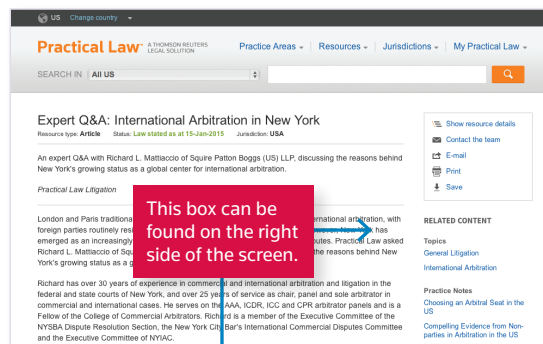 US Change country
Practical Law™ A THOMSON REUTERS
LEGAL SOLUTION
Practice Areas Resources Jurisdictions My Practical Law
SEARCH IN All US
Expert Q&A: International Arbitration in New York
Resource type: Article Status: Law stated as at 15-Jan-2015 Jurisdiction: USA
An expert Q&A with Richard L. Mattiaccio of Squire Patton Boggs (US) LLP, discussing the reasons behind
New York's growing status as a global center for international arbitration.
Practical Law Litigation
London and Paris traditiona ernational arbitration, with
foreign parties routinely resi New York has
emerged as an increasingly utes. Practical Law asked
Richard L. Mattiaccio of Squ the reasons behind New
York's growing status as a g
Richard has over 30 years of experience in commercial and international arbitration and litigation in the
federal and state courts of New York, and over 25 years of service as chair, panel and sole arbitrator in
commercial and international cases. He serves on the AAA, ICDR, ICC and CPR arbitrator panels and is a
Fellow of the College of Commercial Arbitrators. Richard is a member of the Executive Committee of the
NYSBA Dispute Resolution Section, the New York City Bar's International Commercial Disputes Committee
and the Executive Committee of NYIAC.
This box can be
found on the right
side of the screen.
Show resource details
Contact the team
E-mail
Print
Save
RELATED CONTENT
Topics
General Litigation
International Arbitration
Practice Notes
Choosing an Arbitral Seat in the
US
Compelling Evidence from Non-
parties in Arbitration in the US